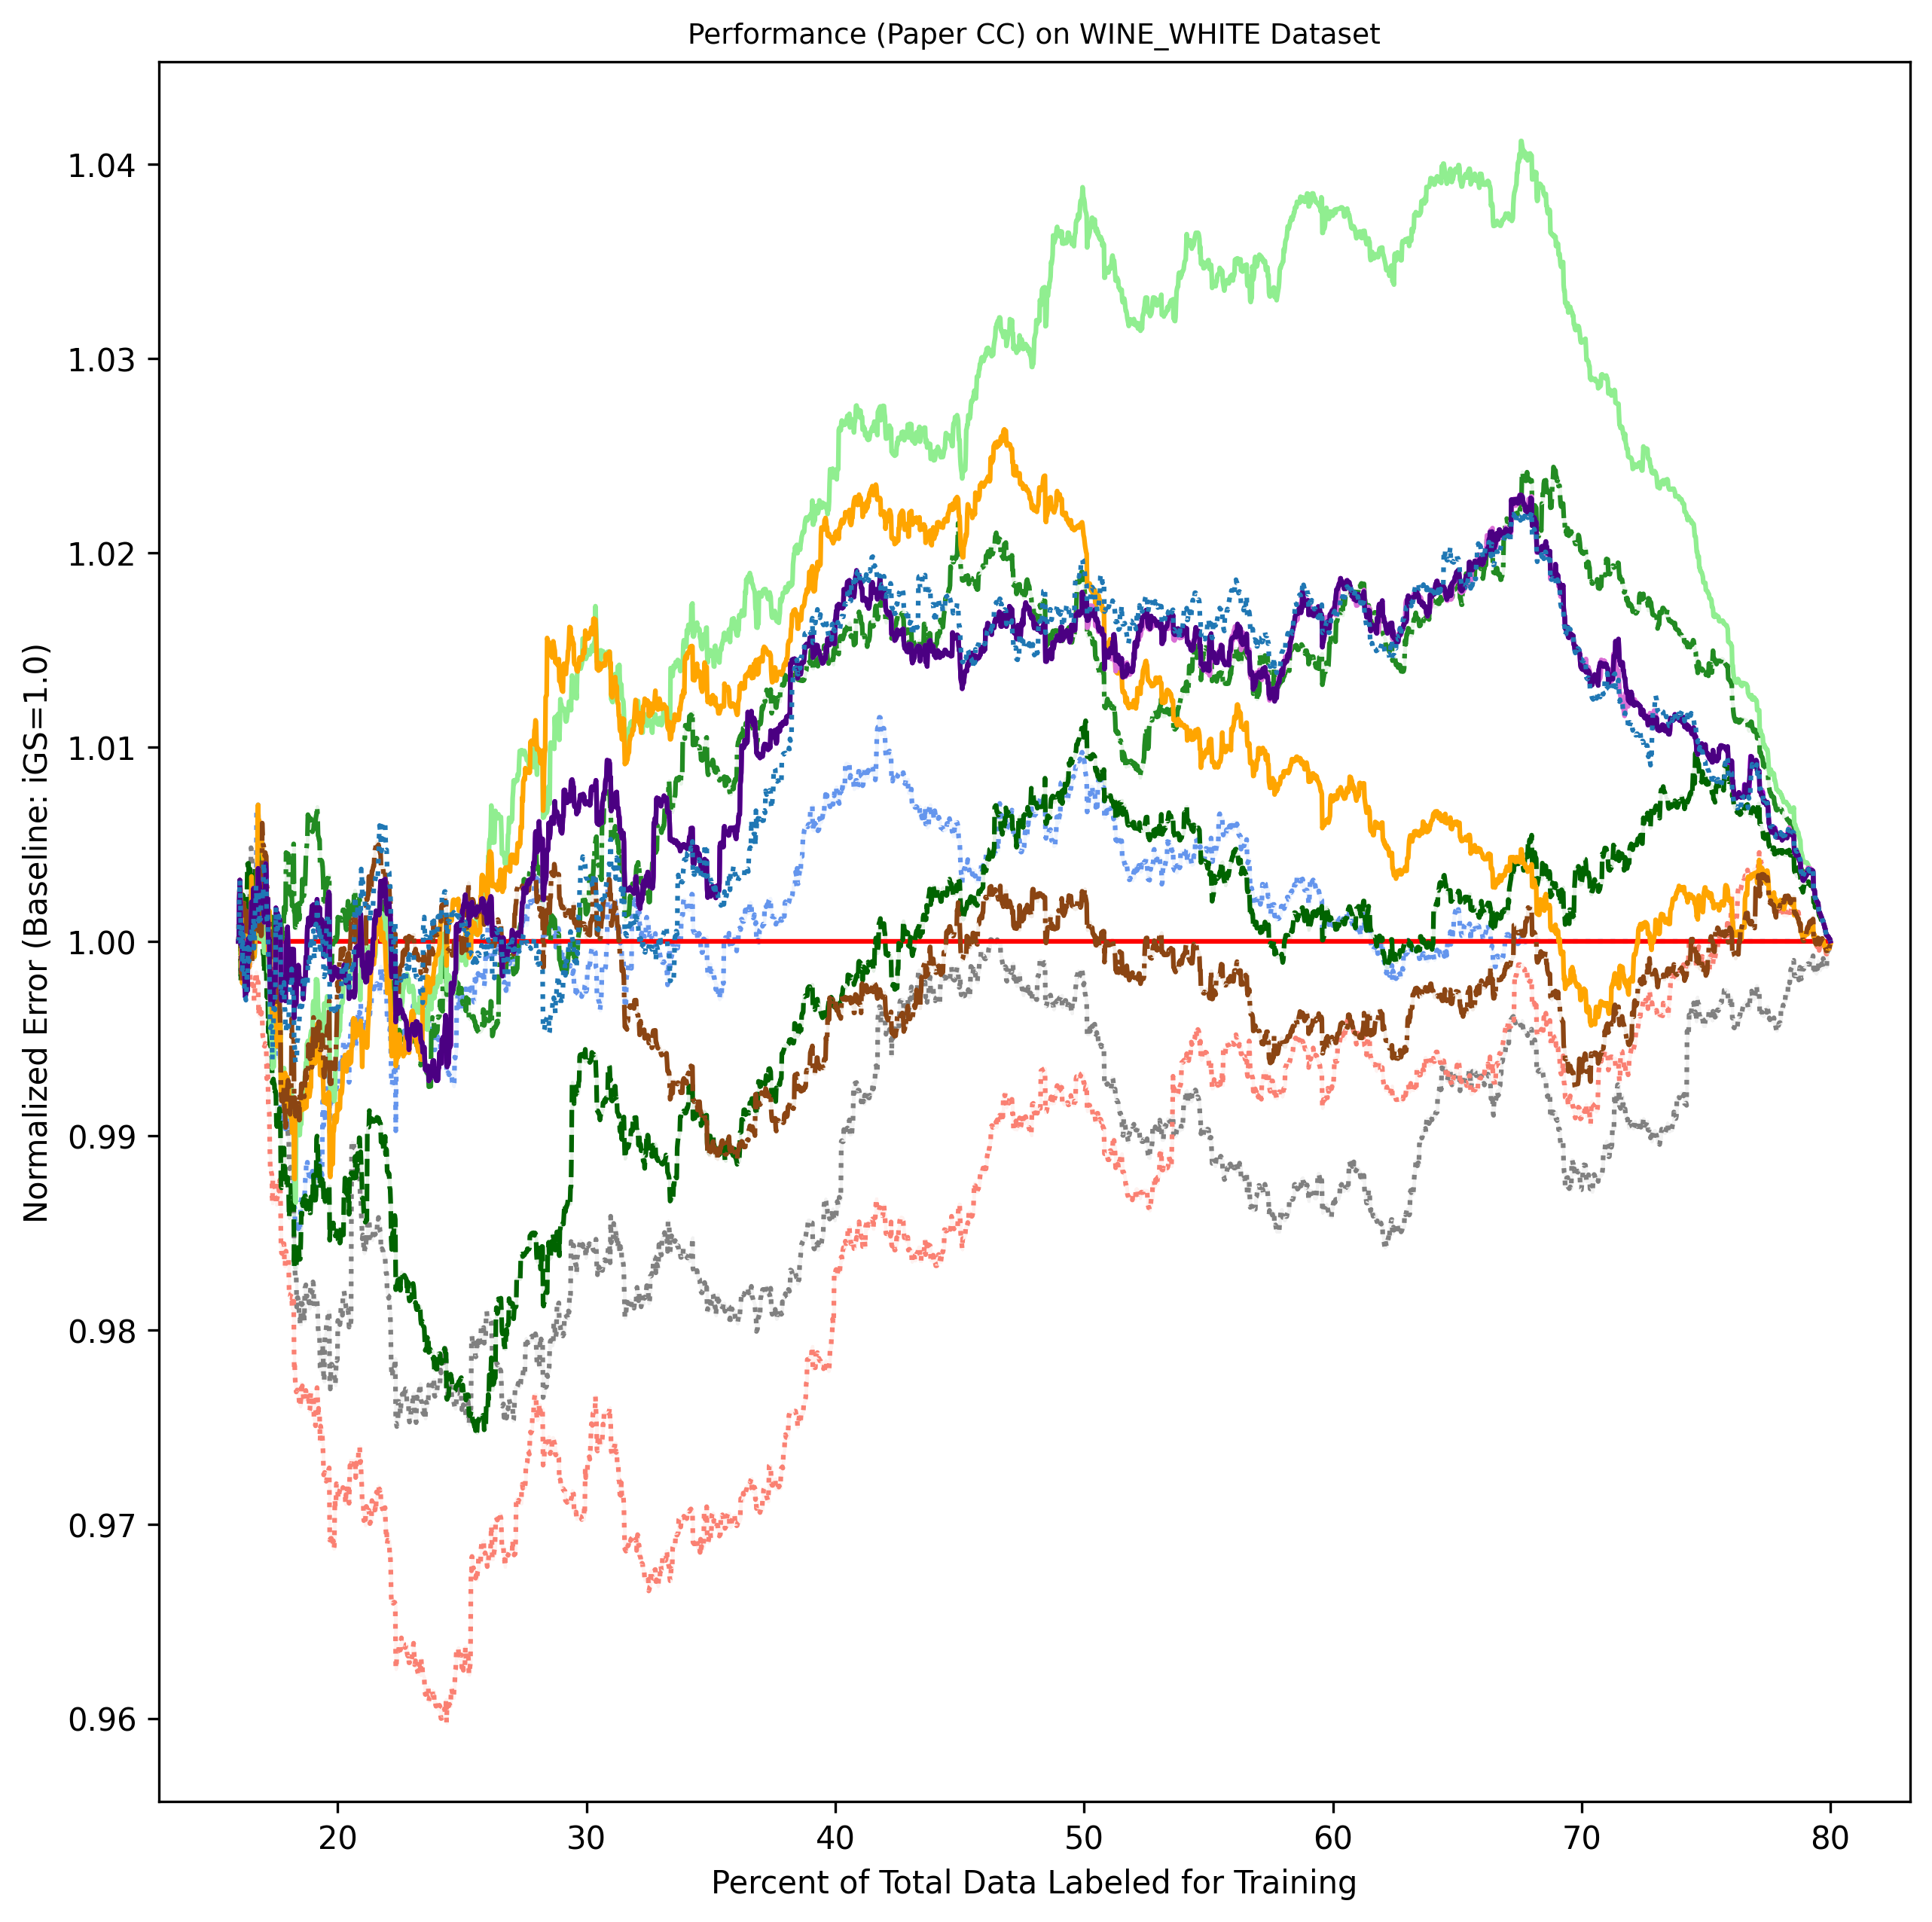 Performance (Paper CC) on WINE_WHITE Dataset
Normalized Error (Baseline: iGS=1.0)
1.04
1.03
1.02
1.01
1.00
0.99
0.98
0.97
0.96
20 30 40 50 60 70 80
Percent of Total Data Labeled for Training